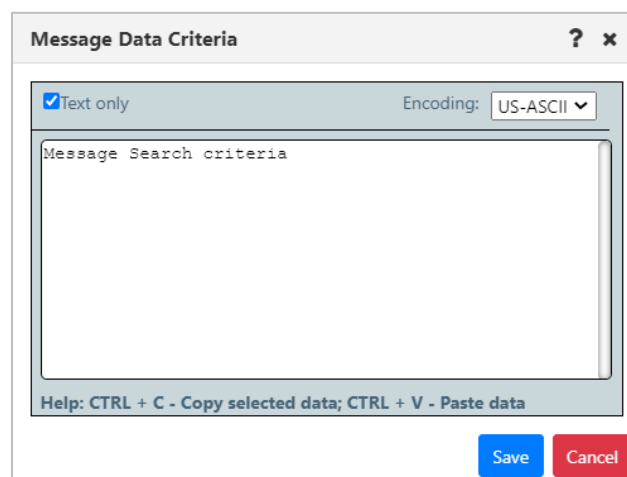 Message Data Criteria ? ×
Text only Encoding: US-ASCII
Message Search criteria
Help: CTRL + C - Copy selected data; CTRL + V - Paste data
Save Cancel